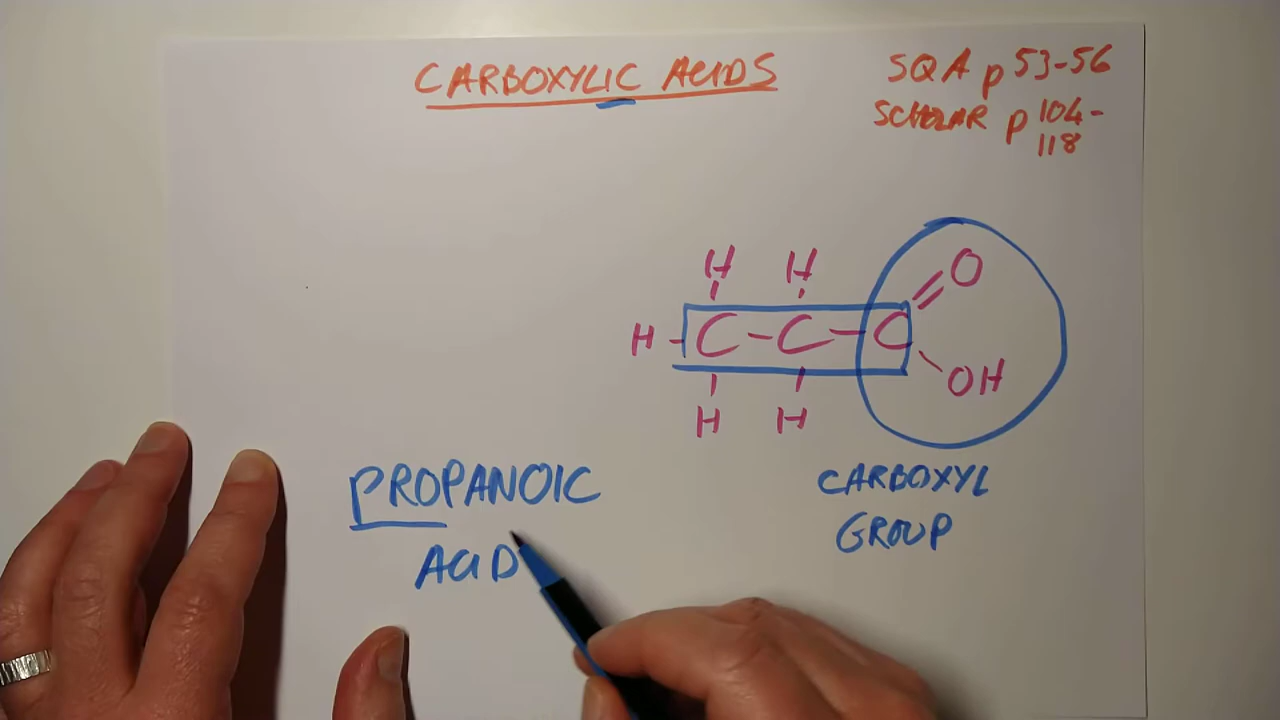 CARBOXYLIC ACIDS
SQA p 53-56
SCHOLAR p 104-
118
H H O
H - C - C - C
H H OH
PROPANOIC
ACID
CARBOXYL
GROUP